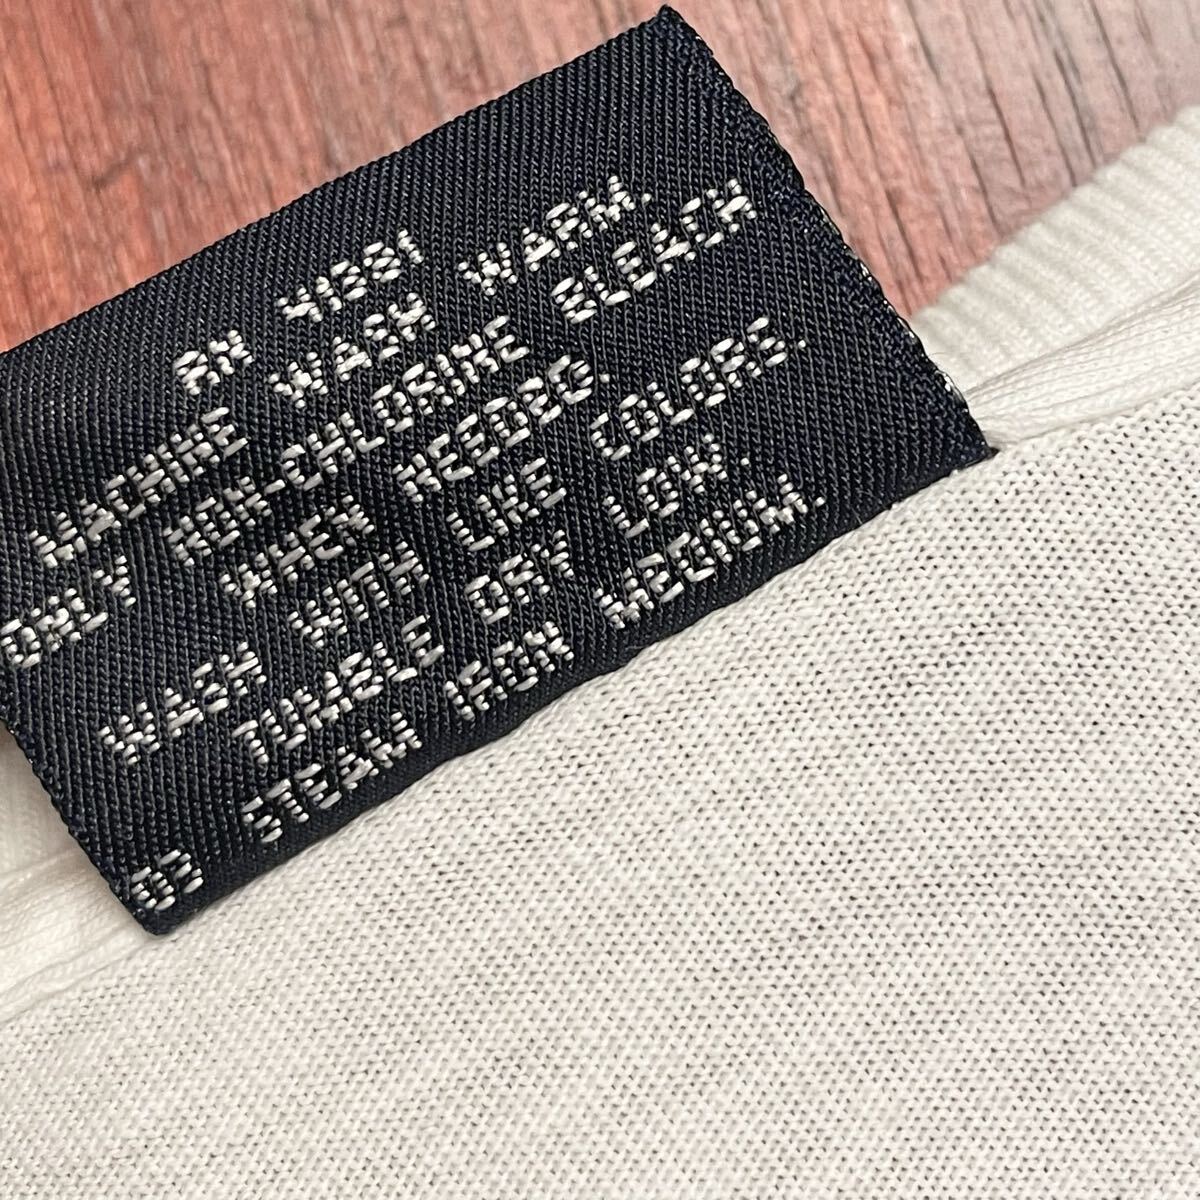 RN 41381
MACHINE WASH WARM.
ONLY NON-CHLORINE BLEACH
WHEN NEEDED.
WASH WITH LIKE COLORS.
TUMBLE DRY LOW.
STEAM IRON MEDIUM.
03